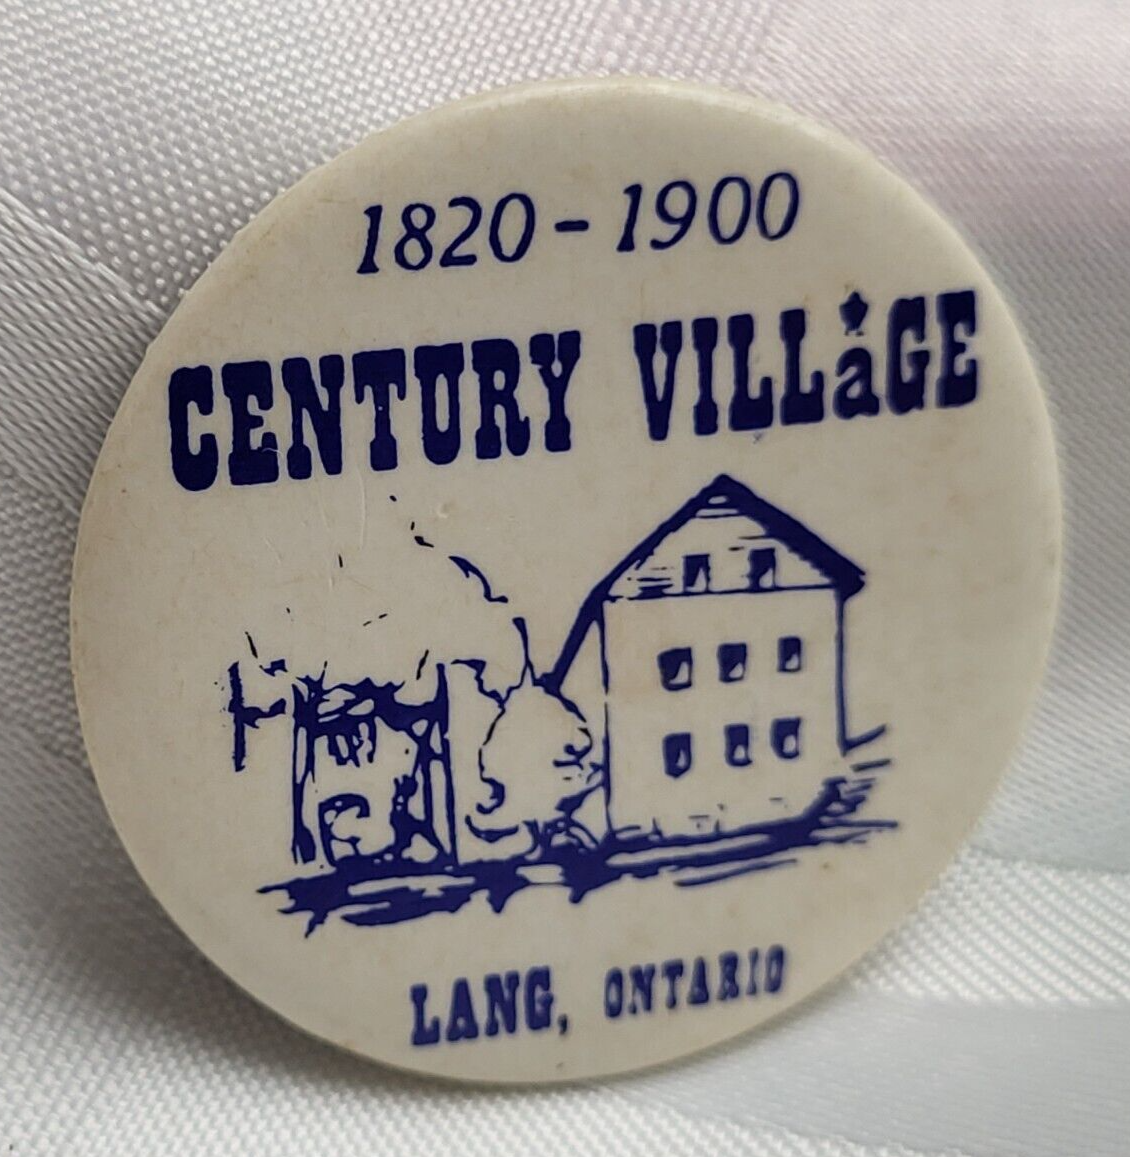 1820 - 1900
CENTURY VILLaGE
LANG, ONTARIO